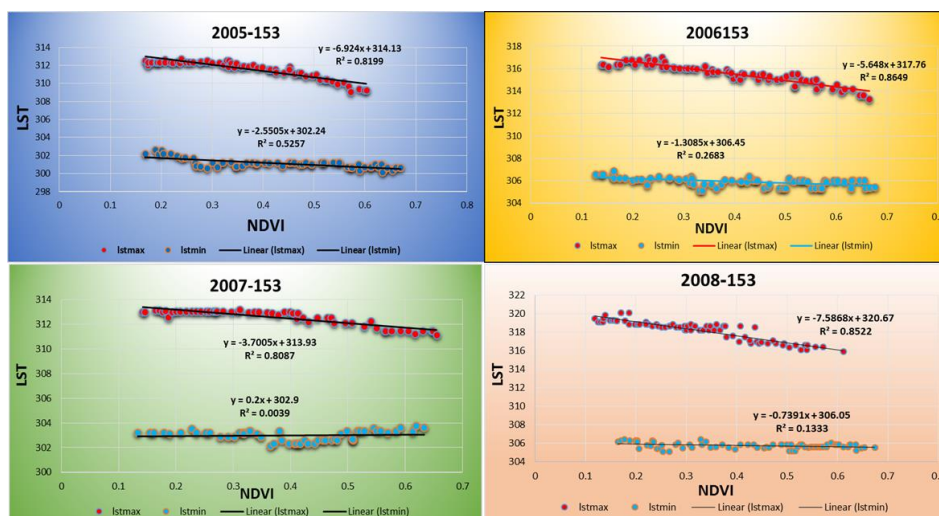 2005-153
LST
314
312
310
308
306
304
302
300
298
y = -6.924x + 314.13
R² = 0.8199
y = -2.5505x + 302.24
R² = 0.5257
0 0.1 0.2 0.3 0.4 0.5 0.6 0.7
NDVI
lstmax lstmin Linear (lstmax) Linear (lstmin)
2006153
LST
318
316
314
312
310
308
306
304
y = -5.648x + 317.76
R² = 0.8649
y = -1.3085x + 306.45
R² = 0.2683
0 0.1 0.2 0.3 0.4 0.5 0.6 0.7
NDVI
lstmax lstmin Linear (lstmax) Linear (lstmin)
2007-153
LST
314
312
310
308
306
304
302
300
y = -3.7005x + 313.93
R² = 0.8087
y = 0.2x + 302.9
R² = 0.0039
0 0.1 0.2 0.3 0.4 0.5 0.6 0.7
NDVI
lstmax lstmin Linear (lstmax) Linear (lstmin)
2008-153
LST
322
320
318
316
314
312
310
308
306
304
y = -7.5868x + 320.67
R² = 0.8522
y = -0.7391x + 306.05
R² = 0.1333
0 0.1 0.2 0.3 0.4 0.5 0.6 0.7 0.8
NDVI
lstmax lstmin Linear (lstmax) Linear (lstmin)